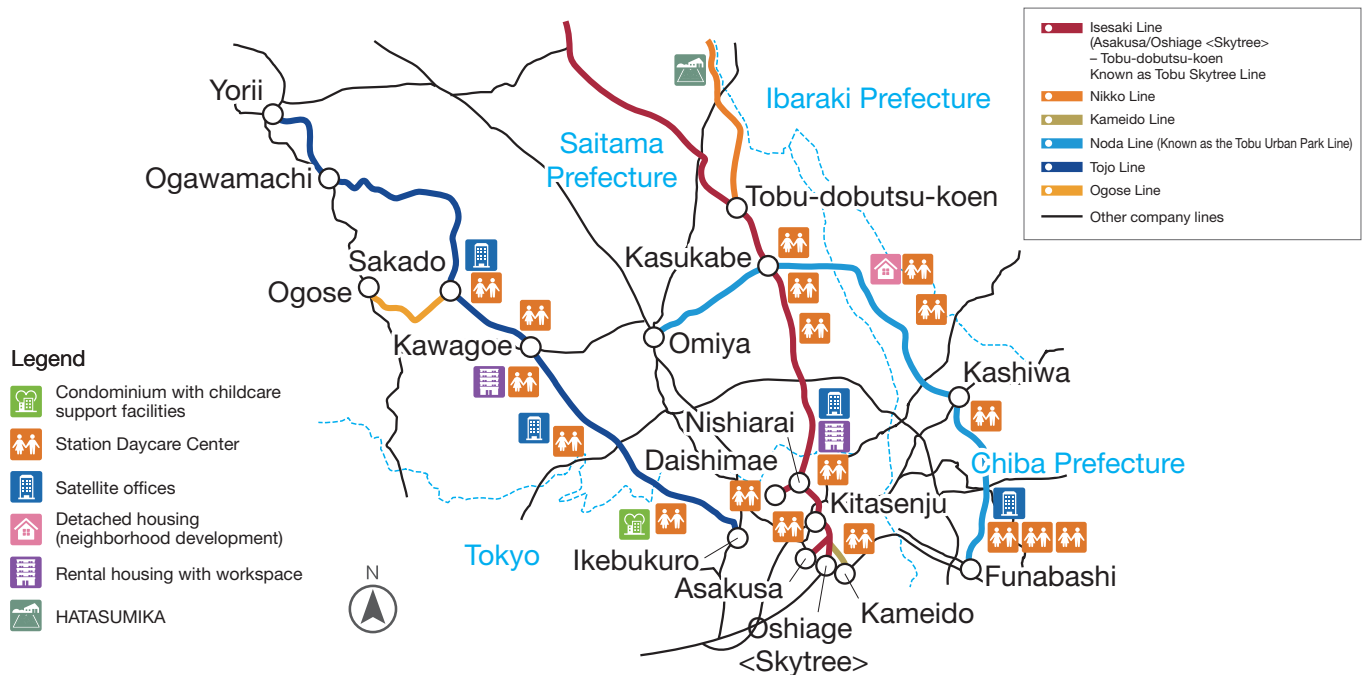 Isesaki Line
(Asakusa/Oshiage <Skytree>
– Tobu-dobutsu-koen
Known as Tobu Skytree Line
Nikko Line
Kameido Line
Noda Line (Known as the Tobu Urban Park Line)
Tojo Line
Ogose Line
Other company lines
Yorii
Ibaraki Prefecture
Saitama
Prefecture
Ogawamachi
Tobu-dobutsu-koen
Sakado
Kasukabe
Ogose
Kawagoe
Omiya
Kashiwa
Nishiarai
Daishimae
Chiba Prefecture
Kitasenju
Tokyo
Ikebukuro
Asakusa
Funabashi
Kameido
Oshiage
<Skytree>
N
Legend
Condominium with childcare
support facilities
Station Daycare Center
Satellite offices
Detached housing
(neighborhood development)
Rental housing with workspace
HATASUMIKA